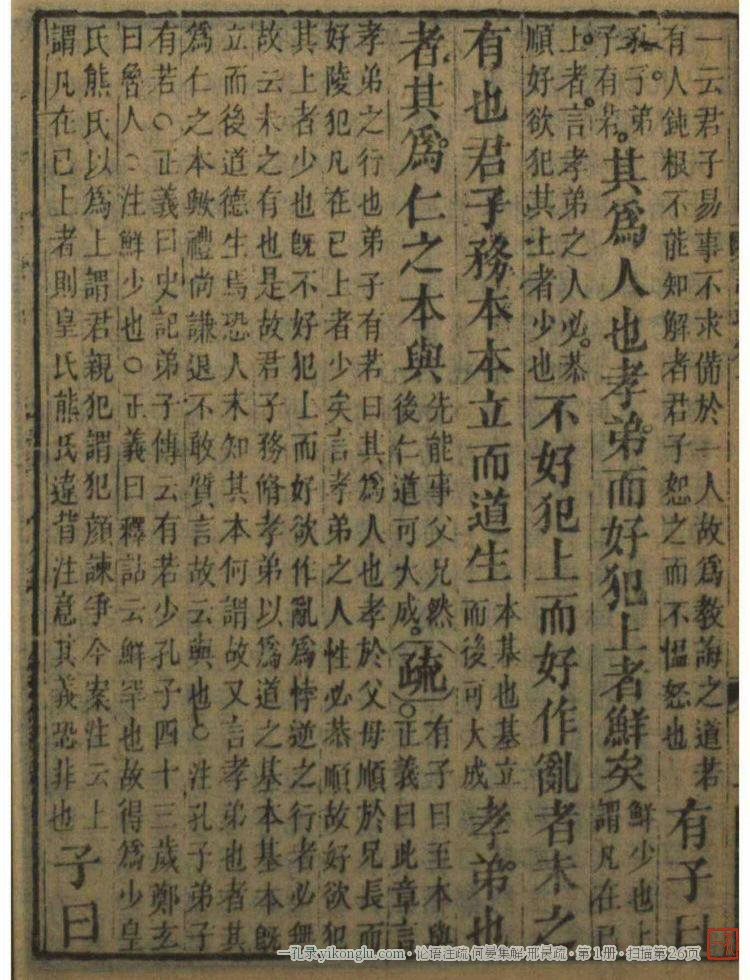 一云君子易事不求備於一人故為教誨之道若
有人鈍根不能知解者君子恕之而不慍怒也
有子曰
孔子弟
子有若
其為人也孝弟而好犯上者鮮矣
鮮少也上
謂凡在已
上者言孝弟之人必恭
順好欲犯其上者少也
不好犯上而好作亂者未之
有也君子務本本立而道生
本基也基立
而後可大成
孝弟也
者其為仁之本與
先能事父兄然
後仁道可大成
疏
有子曰至本與
○正義曰此章言
孝弟之行也弟子有若曰其為人也孝於父母順於兄長而
好陵犯凡在已上者少矣言孝弟之人性必恭順故好欲犯
其上者少也既不好犯上而好欲作亂為悖逆之行者必無
故云未之有也是故君子務脩孝弟以為道之基本基本既
立而後道德生焉恐人未知其本何謂故又言孝弟也者其
為仁之本歟禮尚謙退不敢質言故云與也○注孔子弟子
有若○正義曰史記弟子傳云有若少孔子四十三歲鄭玄
曰魯人○注鮮少也○正義曰釋詁云鮮罕也故得為少皇
氏熊氏以為上謂君親犯謂犯顏諫爭今案注云上
謂凡在已上者則皇氏熊氏違背注意其義恐非也
子曰
一孔录yikonglu.com·论语注疏·何晏集解·邢昺疏·第1册·扫描第26页